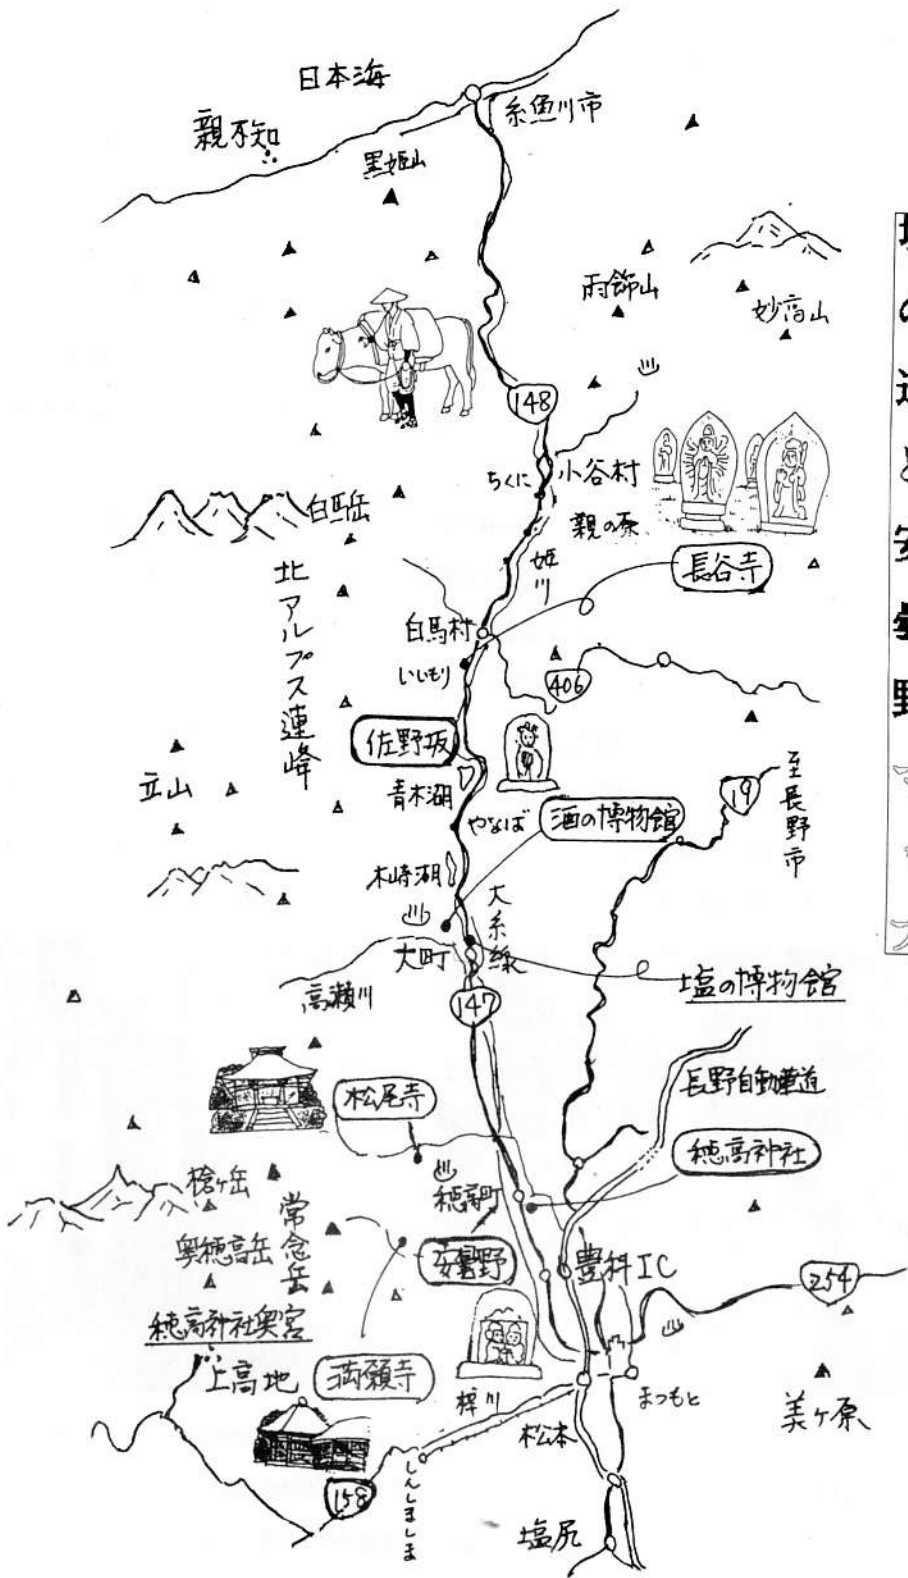 日本海
糸魚川市
親不知
黒姫山
雨飾山
妙高山
148
ちくに
小谷村
親の原
白馬岳
姫川
長谷寺
北アルプス連峰
白馬村
いいもり
406
佐野坂
立山
青木湖
19
至長野市
やなば
酒の博物館
木崎湖
大糸線
大町
塩の博物館
高瀬川
147
長野自動車道
松尾寺
穂高神社
穂高町
槍ヶ岳
常念岳
奥穂高岳
安曇野
豊科IC
254
穂高神社奥宮
上高地
満願寺
梓川
まつもと
美ヶ原
松本
しんしましま
158
塩尻
の道と安曇野